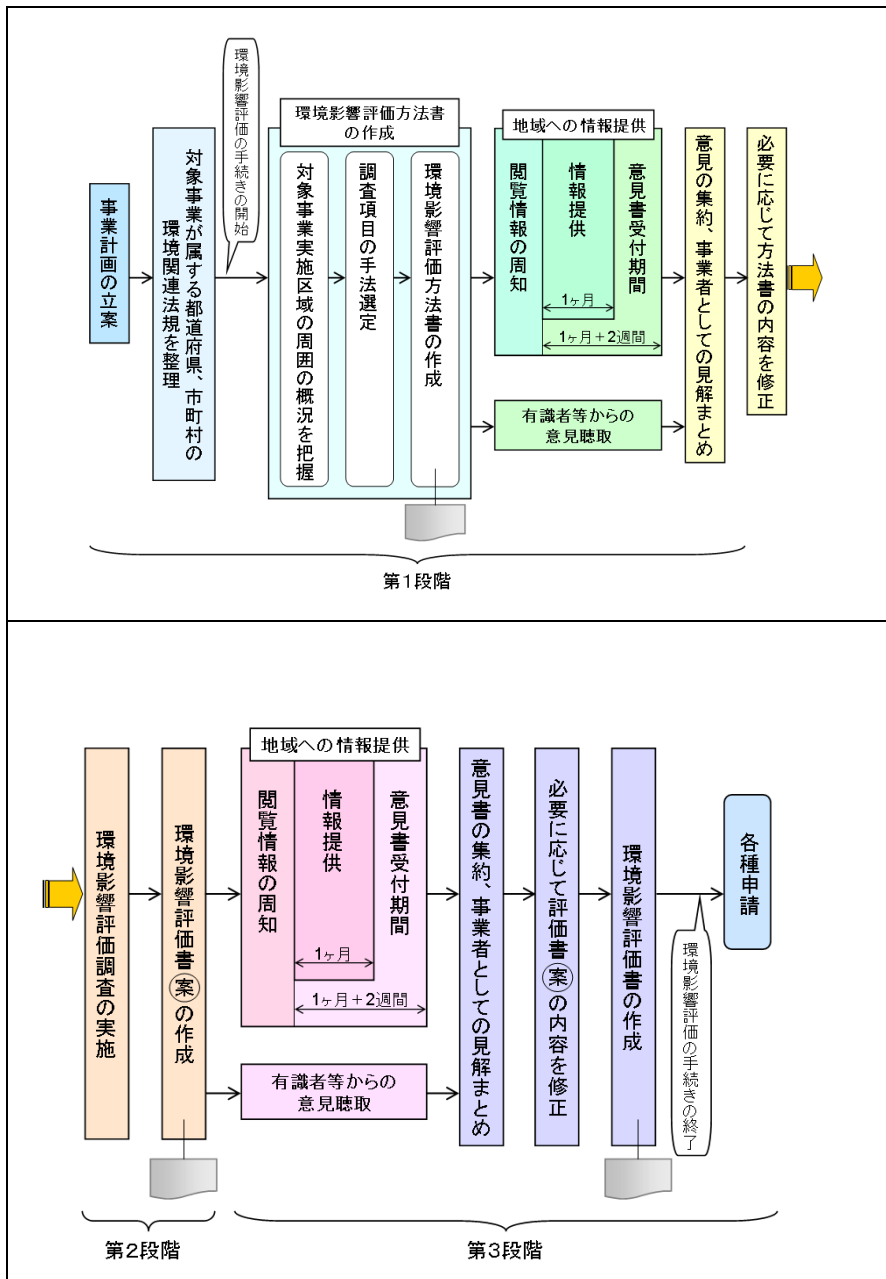 事業計画の立案
対象事業が属する都道府県、市町村の
環境関連法規を整理
環境影響評価の手続きの開始
環境影響評価方法書
の作成
対象事業実施区域の周囲の概況を把握
調査項目の手法選定
環境影響評価方法書の作成
地域への情報提供
閲覧情報の周知
情報提供
意見書受付期間
1ヶ月
1ヶ月+2週間
有識者等からの
意見聴取
意見の集約、事業者としての見解まとめ
必要に応じて方法書の内容を修正
第1段階
環境影響評価調査の実施
環境影響評価書案の作成
地域への情報提供
閲覧情報の周知
情報提供
意見書受付期間
1ヶ月
1ヶ月+2週間
有識者等からの
意見聴取
意見書の集約、事業者としての見解まとめ
必要に応じて評価書案の内容を修正
環境影響評価書の作成
環境影響評価の手続きの終了
各種申請
第2段階
第3段階